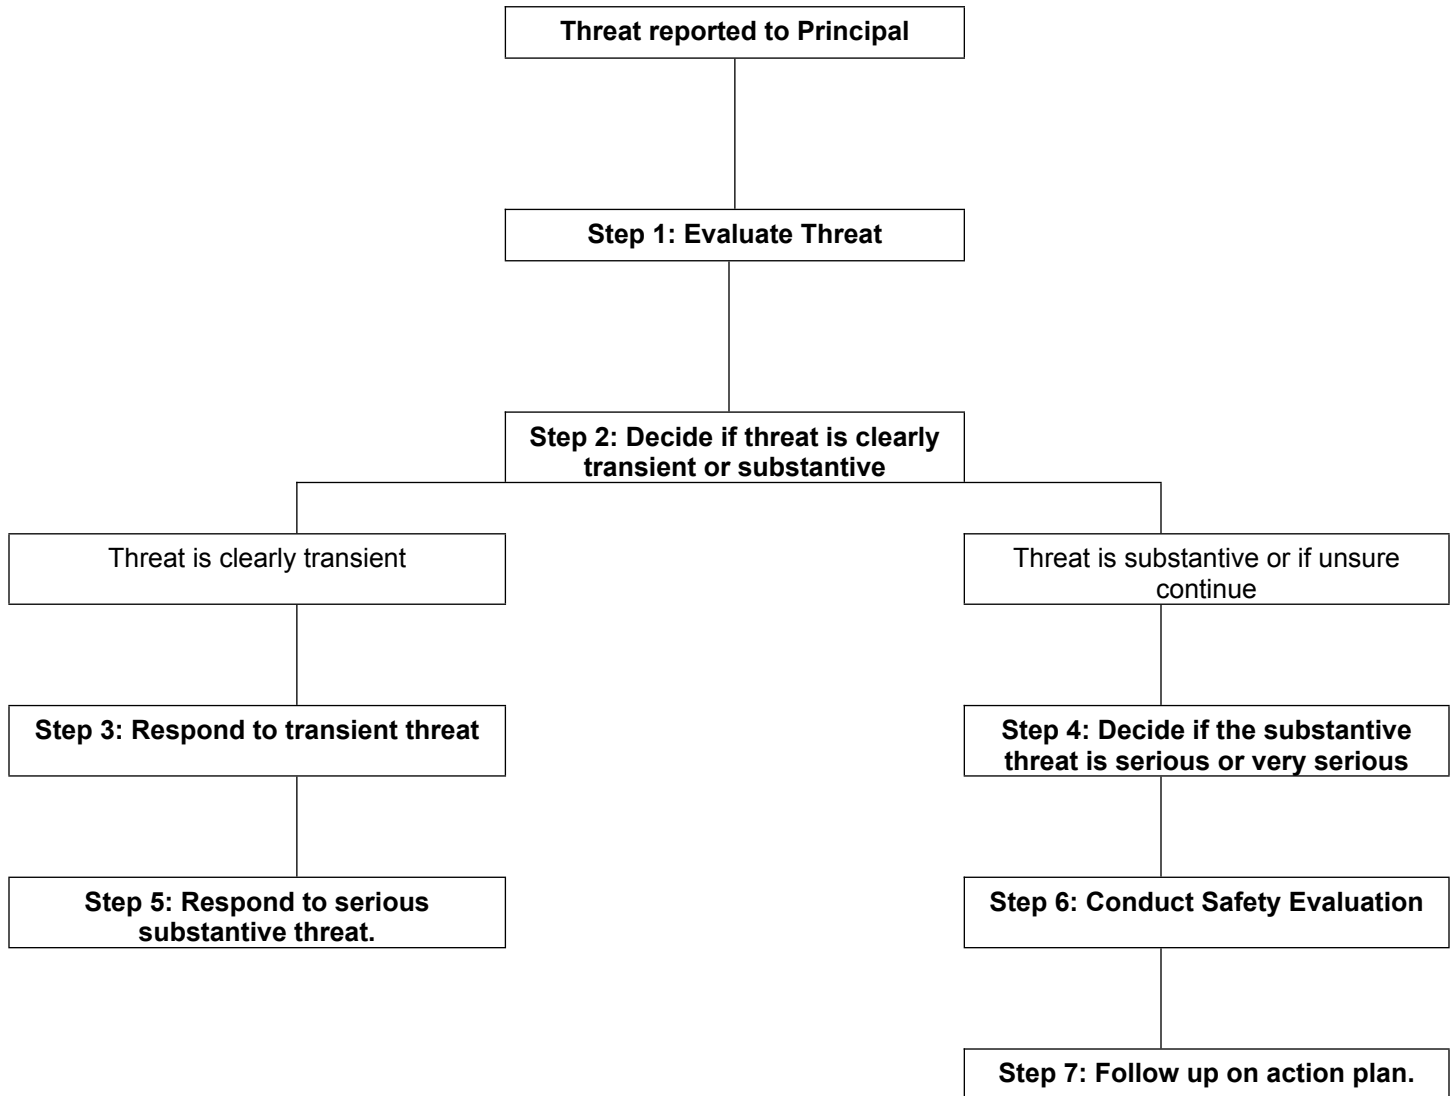 Threat reported to Principal
Step 1: Evaluate Threat
Step 2: Decide if threat is clearly
transient or substantive
Threat is clearly transient
Threat is substantive or if unsure
continue
Step 3: Respond to transient threat
Step 4: Decide if the substantive
threat is serious or very serious
Step 5: Respond to serious
substantive threat.
Step 6: Conduct Safety Evaluation
Step 7: Follow up on action plan.